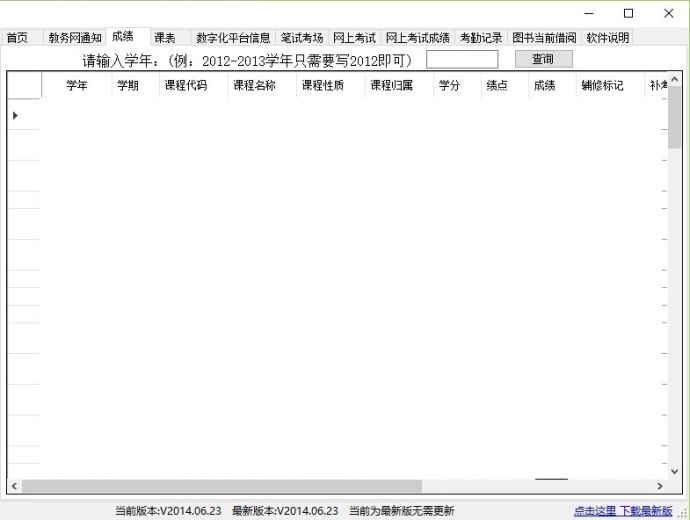 首页 教务网通知 成绩 课表 数字化平台信息 笔试考场 网上考试 网上考试成绩 考勤记录 图书当前借阅 软件说明
请输入学年：(例：2012-2013学年只需要写2012即可) 查询
学年 学期 课程代码 课程名称 课程性质 课程归属 学分 绩点 成绩 辅修标记 补考
当前版本:V2014.06.23 最新版本:V2014.06.23 当前为最新版无需更新 点击这里 下载最新版